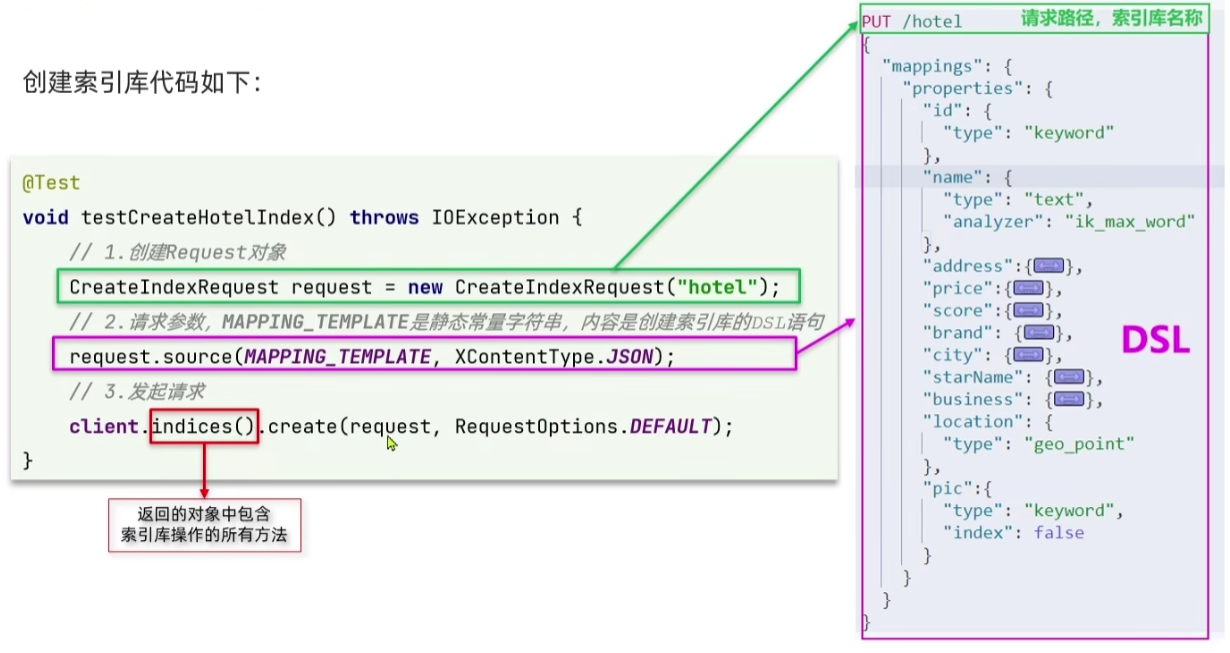 创建索引库代码如下：
@Test
void testCreateHotelIndex() throws IOException {
// 1.创建Request对象
CreateIndexRequest request = new CreateIndexRequest("hotel");
// 2.请求参数，MAPPING_TEMPLATE是静态常量字符串，内容是创建索引库的DSL语句
request.source(MAPPING_TEMPLATE, XContentType.JSON);
// 3.发起请求
client.indices().create(request, RequestOptions.DEFAULT);
}
返回的对象中包含
索引库操作的所有方法
PUT /hotel 请求路径，索引库名称
{
"mappings": {
"properties": {
"id": {
"type": "keyword"
},
"name": {
"type": "text",
"analyzer": "ik_max_word"
},
"address":{},
"price":{},
"score":{},
"brand": {},
"city": {},
"starName": {},
"business": {},
"location": {
"type": "geo_point"
},
"pic":{
"type": "keyword",
"index": false
}
}
}
}
DSL